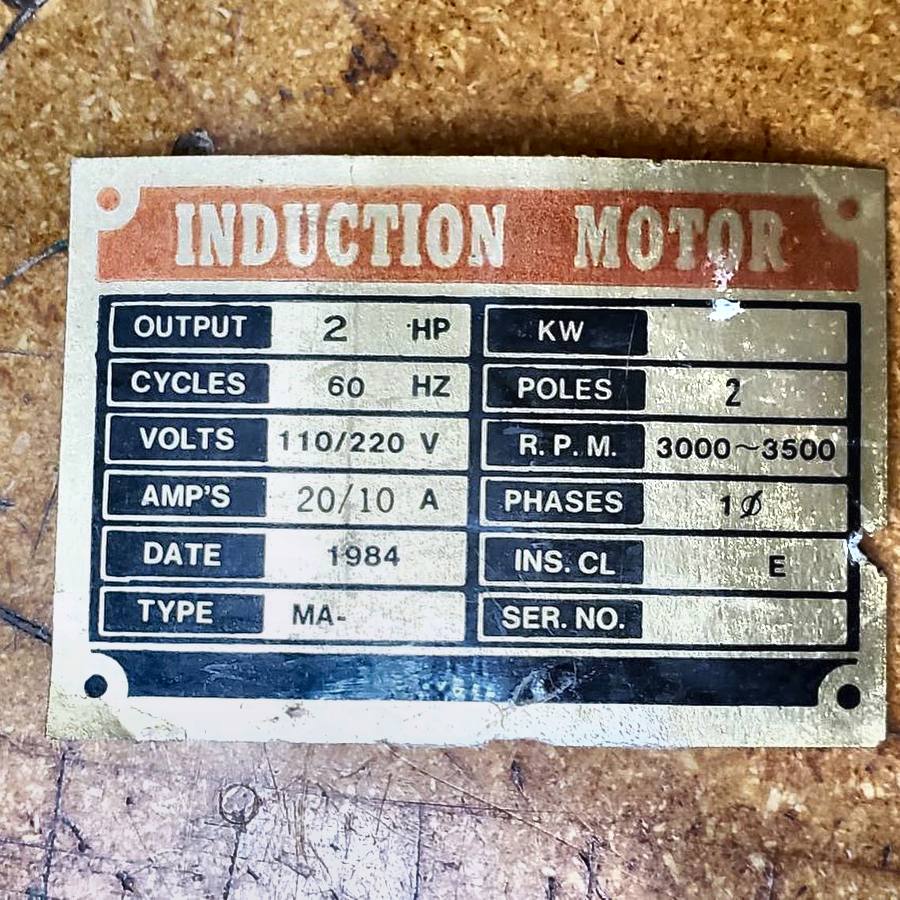 INDUCTION MOTOR
OUTPUT 2 HP KW
CYCLES 60 HZ POLES 2
VOLTS 110/220 V R. P. M. 3000~3500
AMP'S 20/10 A PHASES 1Ø
DATE 1984 INS. CL E
TYPE MA- SER. NO.